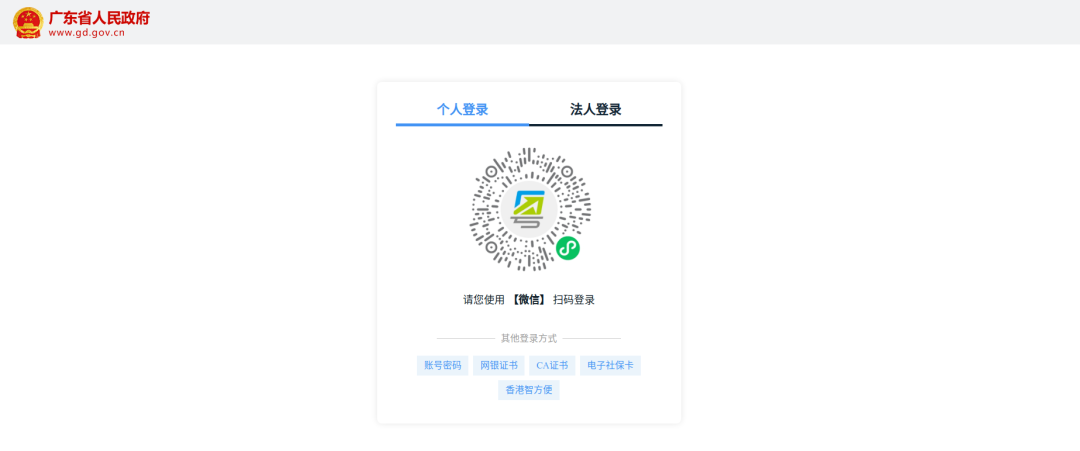 广东省人民政府
www.gd.gov.cn
个人登录 法人登录
请您使用 【微信】 扫码登录
其他登录方式
账号密码 网银证书 CA证书 电子社保卡
香港智方便